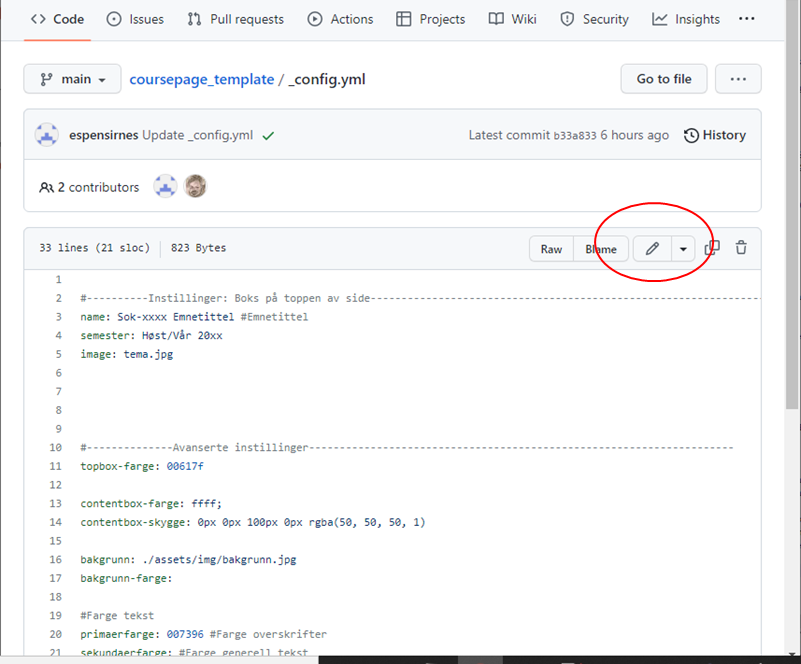 Code Issues Pull requests Actions Projects Wiki Security Insights ...
main coursepage_template / _config.yml Go to file ...
espensirnes Update _config.yml Latest commit b33a833 6 hours ago History
2 contributors
33 lines (21 sloc) 823 Bytes Raw Blame
1
2 #----------Instillinger: Boks på toppen av side--------------------------------------------------------------
3 name: Sok-xxxx Emnetittel #Emnetittel
4 semester: Høst/Vår 20xx
5 image: tema.jpg
6
7
8
9
10 #--------------Avanserte instillinger---------------------------------------------------------------------
11 topbox-farge: 00617f
12
13 contentbox-farge: ffff;
14 contentbox-skygge: 0px 0px 100px 0px rgba(50, 50, 50, 1)
15
16 bakgrunn: ./assets/img/bakgrunn.jpg
17 bakgrunn-farge:
18
19 #Farge tekst
20 primaerfarge: 007396 #Farge overskrifter
21 sekundaerfarge: #Farge generell tekst